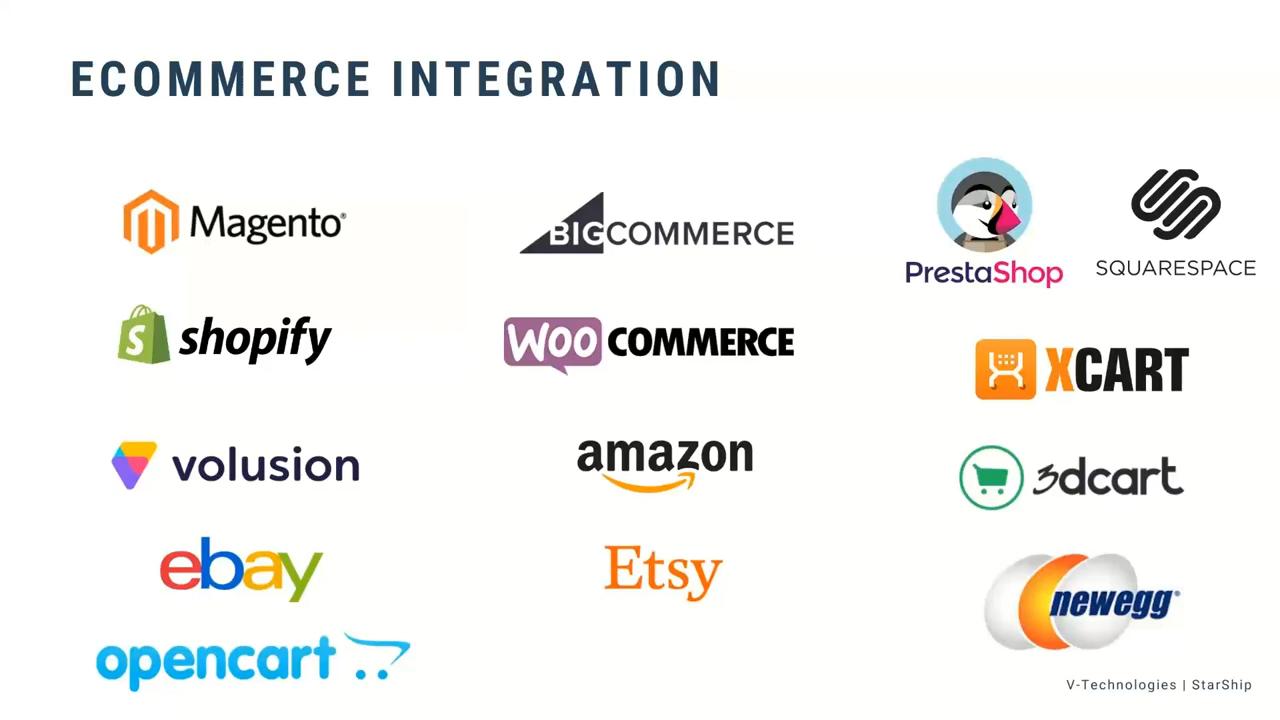 ECOMMERCE INTEGRATION
Magento®
BIGCOMMERCE
PrestaShop
SQUARESPACE
shopify
WOO COMMERCE
XCART
volusion
amazon
3dcart
ebay
Etsy
newegg®
opencart
V-Technologies | StarShip